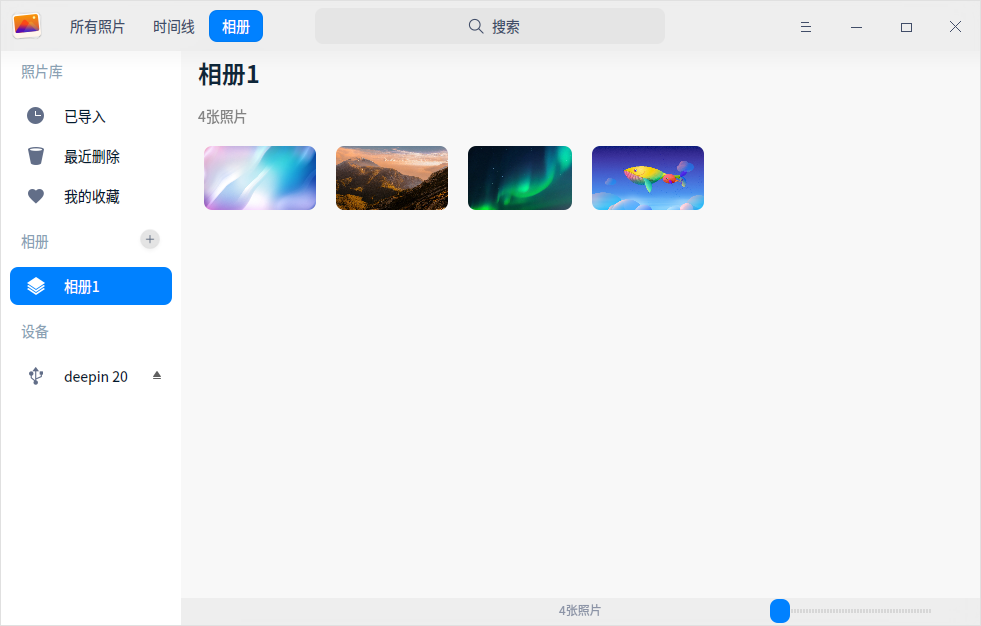 所有照片 时间线 相册 搜索
照片库
已导入
最近删除
我的收藏
相册
相册1
设备
deepin 20
相册1
4张照片
4张照片